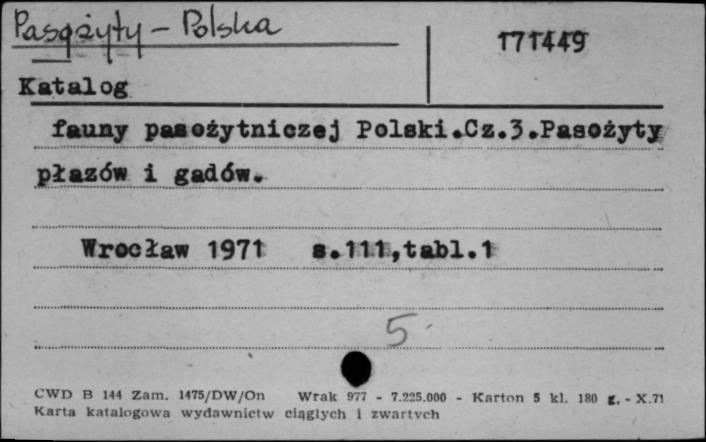 Pasożyty - Polska
171449
Katalog
fauny pasożytniczej Polski.Cz.3.Pasożyty
płazów i gadów.
Wrocław 1971 s.111,tabl.1
5
CWD B 144 Zam. 1475/DW/On Wrak 977 - 7.225.000 - Karton 5 kl. 180 g. - X.71
Karta katalogowa wydawnictw ciągłych i zwartych